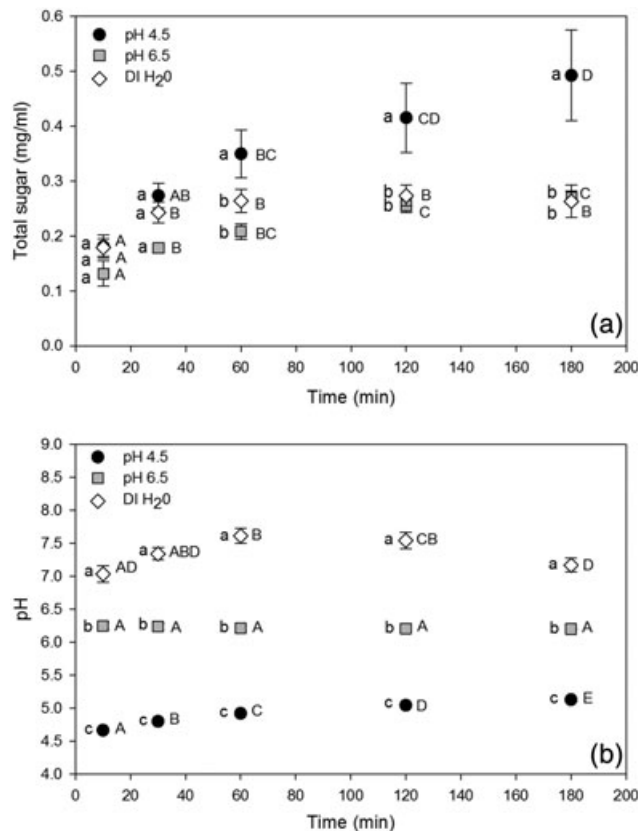 0.6
pH 4.5
pH 6.5
DI H20
0.5
0.4
0.3
0.2
0.1
0.0
Total sugar (mg/ml)
a A
a A
a A
a AB
a B
a B
a BC
b B
b BC
a CD
b B
b C
a D
b C
b B
0 20 40 60 80 100 120 140 160 180 200
Time (min)
(a)
9.0
pH 4.5
pH 6.5
DI H20
8.5
8.0
7.5
7.0
6.5
6.0
5.5
5.0
4.5
4.0
pH
a AD
a ABD
a B
a CB
a D
b A
b A
b A
b A
b A
c A
c B
c C
c D
c E
0 20 40 60 80 100 120 140 160 180 200
Time (min)
(b)